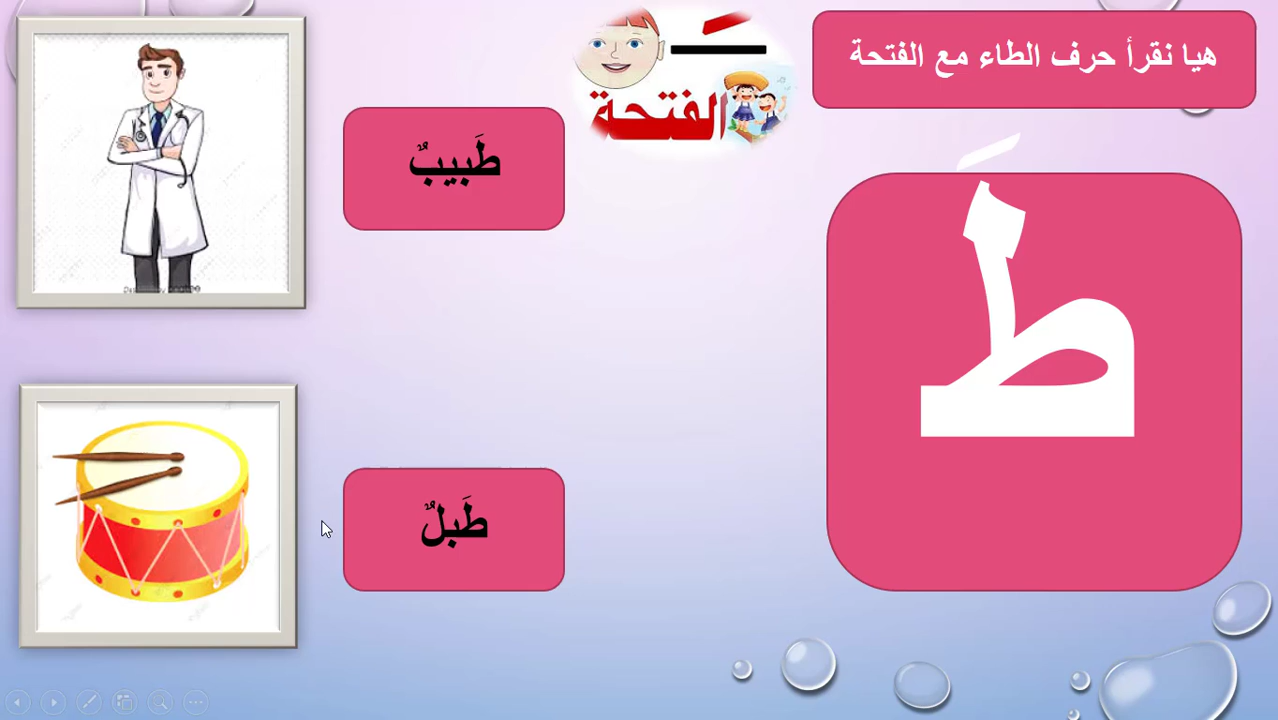 هيا نقرأ حرف الطاء مع الفتحة
الفتحة
طَ
طَبيبٌ
طَبلٌ